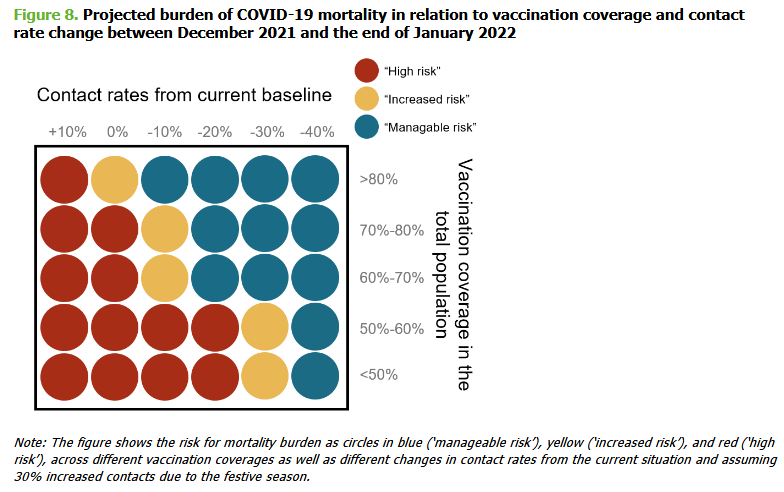 Figure 8. Projected burden of COVID-19 mortality in relation to vaccination coverage and contact
rate change between December 2021 and the end of January 2022
"High risk"
"Increased risk"
"Managable risk"
Contact rates from current baseline
+10% 0% -10% -20% -30% -40%
>80%
70%-80%
60%-70%
50%-60%
<50%
Vaccination coverage in the
total population
Note: The figure shows the risk for mortality burden as circles in blue ('manageable risk'), yellow ('increased risk'), and red ('high
risk'), across different vaccination coverages as well as different changes in contact rates from the current situation and assuming
30% increased contacts due to the festive season.